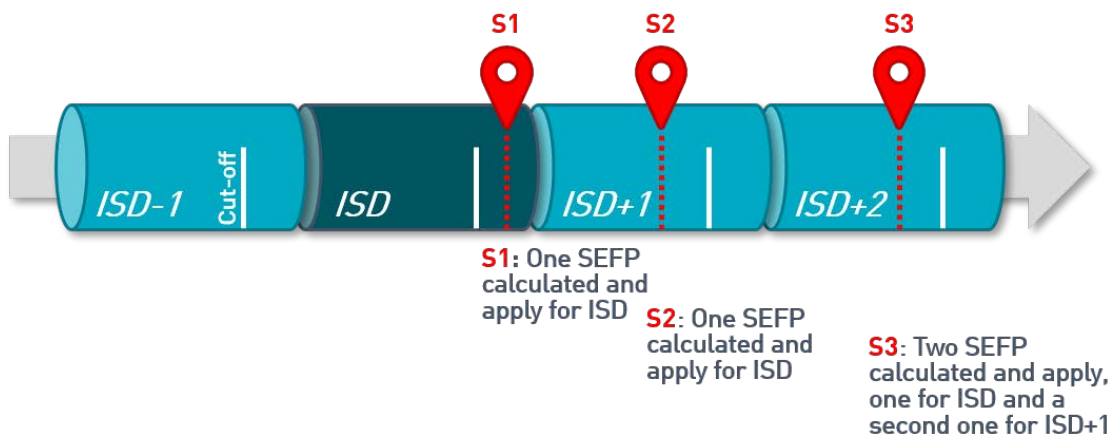 S1
S2
S3
ISD-1
Cut-off
ISD
ISD+1
ISD+2
S1: One SEFP
calculated and
apply for ISD
S2: One SEFP
calculated and
apply for ISD
S3: Two SEFP
calculated and apply,
one for ISD and a
second one for ISD+1